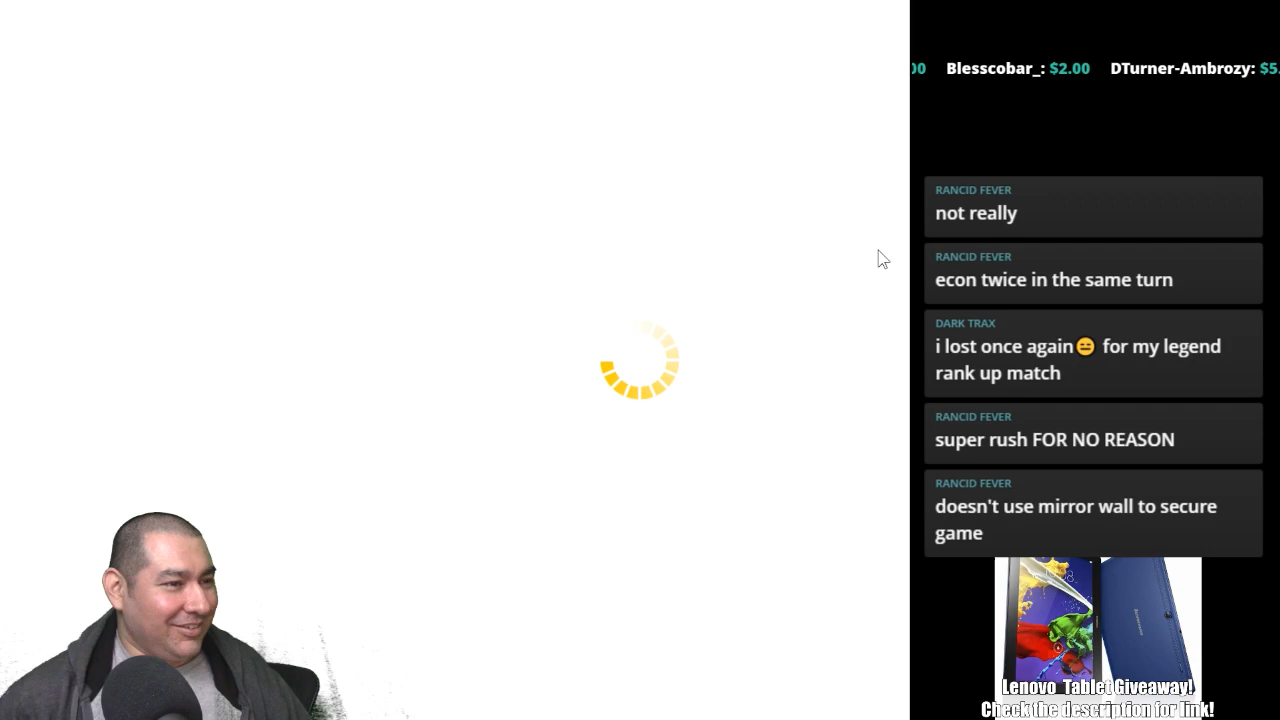 00 Blesscobar_: $2.00 DTurner-Ambrozy: $5.
RANCID FEVER
not really
RANCID FEVER
econ twice in the same turn
DARK TRAX
i lost once again😑 for my legend
rank up match
RANCID FEVER
super rush FOR NO REASON
RANCID FEVER
doesn't use mirror wall to secure
game
Lenovo Tablet Giveaway!
Check the description for link!